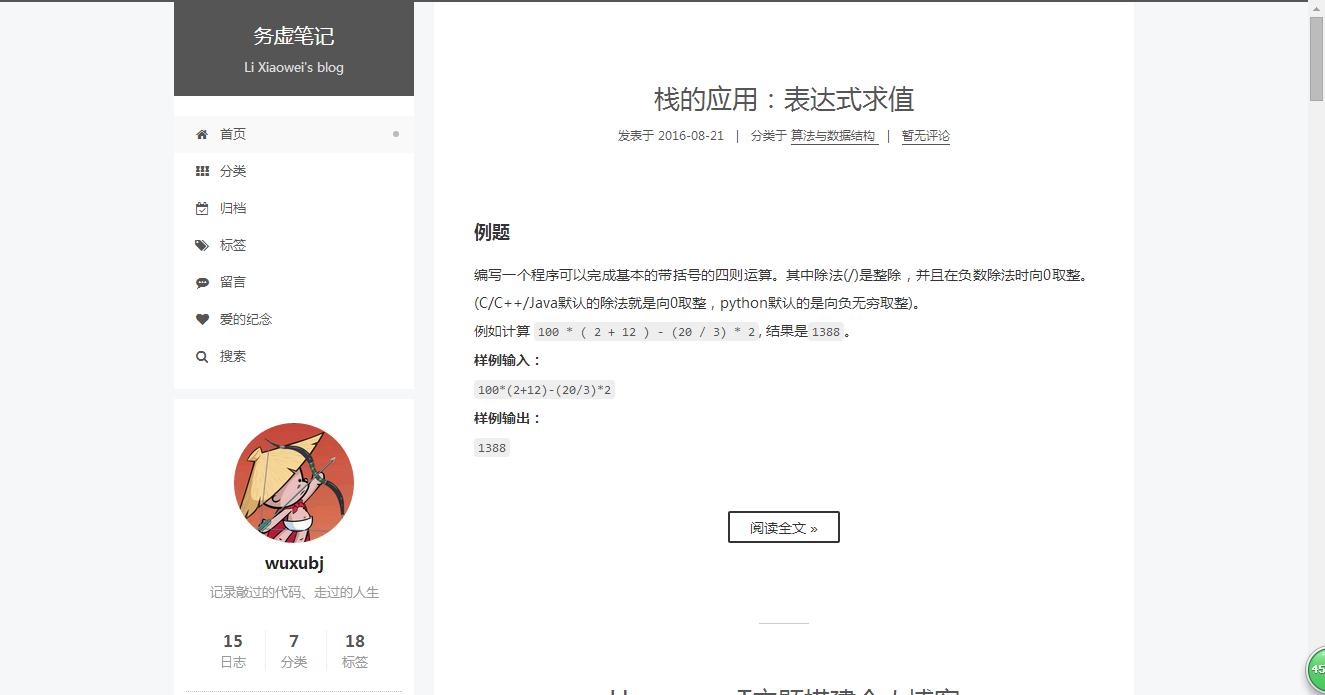 务虚笔记
Li Xiaowei's blog
首页
分类
归档
标签
留言
爱的纪念
搜索
wuxubj
记录敲过的代码、走过的人生
15 7 18
日志 分类 标签
栈的应用：表达式求值
发表于 2016-08-21 | 分类于 算法与数据结构 | 暂无评论
例题
编写一个程序可以完成基本的带括号的四则运算。其中除法(/)是整除，并且在负数除法时向0取整。
(C/C++/Java默认的除法就是向0取整，python默认的是向负无穷取整)。
例如计算 100 * ( 2 + 12 ) - (20 / 3) * 2, 结果是 1388。
样例输入：
100*(2+12)-(20/3)*2
样例输出：
1388
阅读全文 »
45